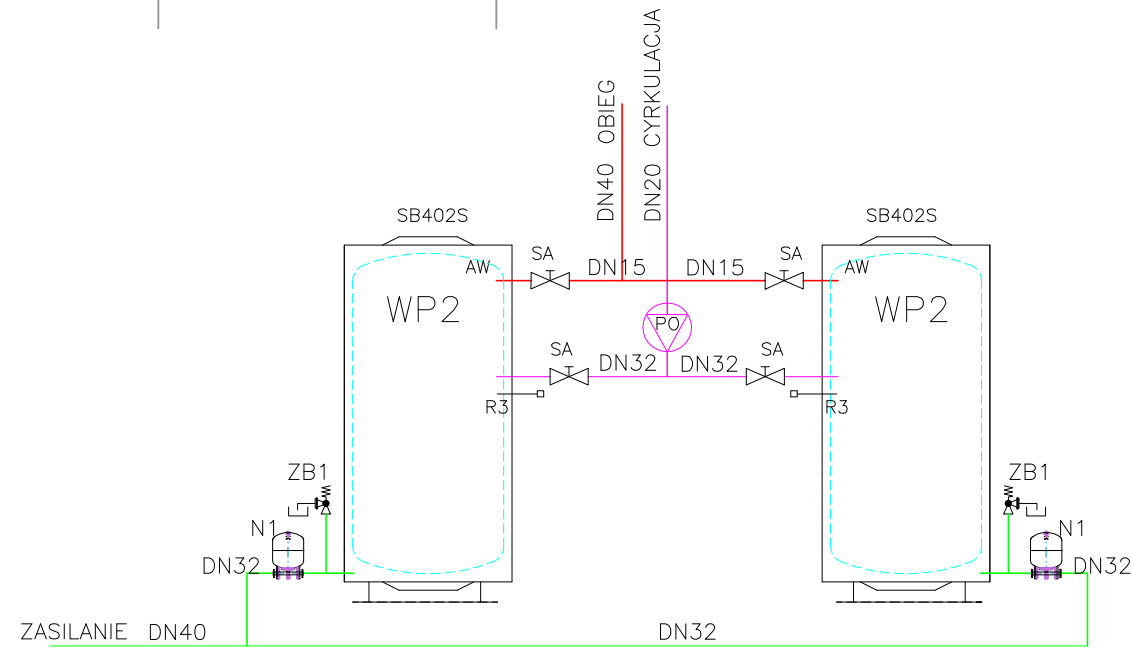 DN40 OBIEG
DN20 CYRKULACJA
SB402S
SB402S
SA
SA
AW
DN15
DN15
AW
WP2
WP2
PO
SA
SA
DN32
DN32
R3
R3
ZB1
ZB1
N1
N1
DN32
DN32
ZASILANIE DN40
DN32